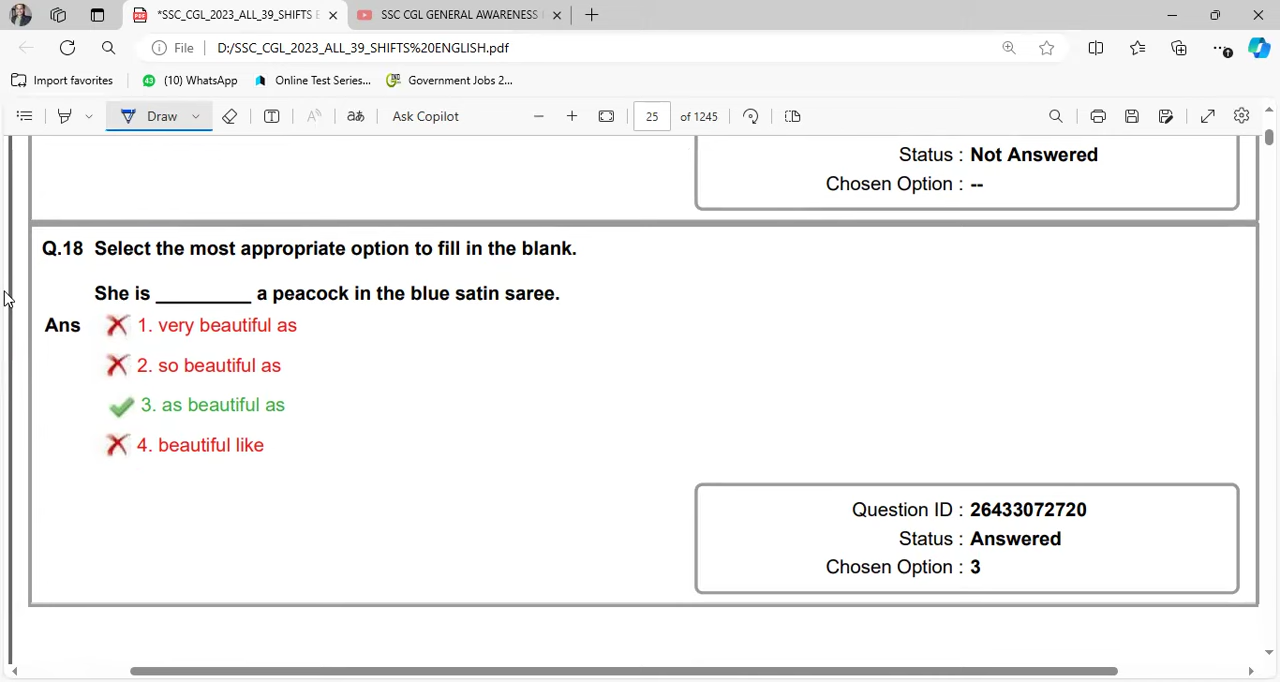 *SSC_CGL_2023_ALL_39_SHIFTS E
SSC CGL GENERAL AWARENESS
File
D:/SSC_CGL_2023_ALL_39_SHIFTS%20ENGLISH.pdf
Import favorites
(10) WhatsApp
Online Test Series...
Government Jobs 2...
Draw
aあ
Ask Copilot
25
of 1245
Status : Not Answered
Chosen Option : --
Q.18 Select the most appropriate option to fill in the blank.
She is _________ a peacock in the blue satin saree.
Ans
1. very beautiful as
2. so beautiful as
3. as beautiful as
4. beautiful like
Question ID : 26433072720
Status : Answered
Chosen Option : 3